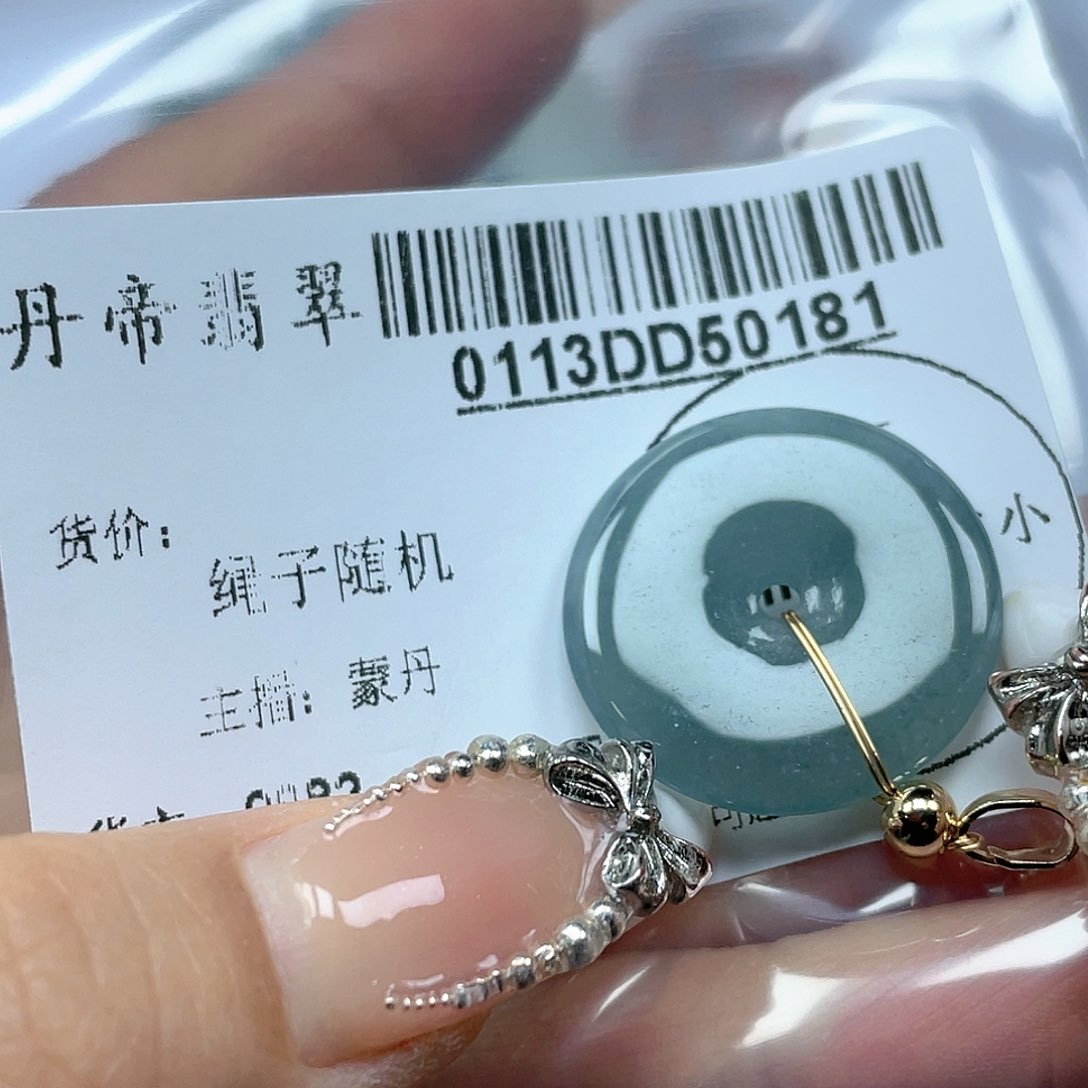 丹帝翡翠
0113DD50181
货价:
绳子随机
小
主播: 蒙丹